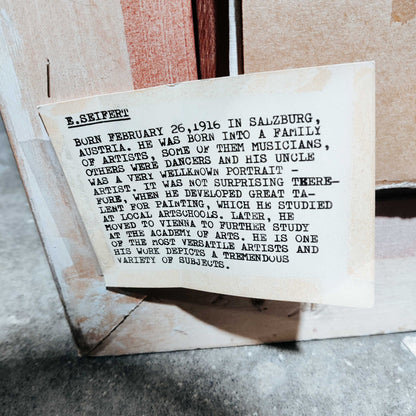 E.SEIFERT
BORN FEBRUARY 26,1916 IN SALZBURG,
AUSTRIA. HE WAS BORN INTO A FAMILY
OF ARTISTS, SOME OF THEM MUSICIANS,
OTHERS WERE DANCERS AND HIS UNCLE
WAS A VERY WELLKNOWN PORTRAIT -
ARTIST. IT WAS NOT SURPRISING THERE-
FORE, WHEN HE DEVELOPED GREAT TA-
LENT FOR PAINTING, WHICH HE STUDIED
AT LOCAL ARTSCHOOLS. LATER, HE
MOVED TO VIENNA TO FURTHER STUDY
AT THE ACADEMY OF ARTS. HE IS ONE
OF THE MOST VERSATILE ARTISTS AND
HIS WORK DEPICTS A TREMENDOUS
VARIETY OF SUBJECTS.